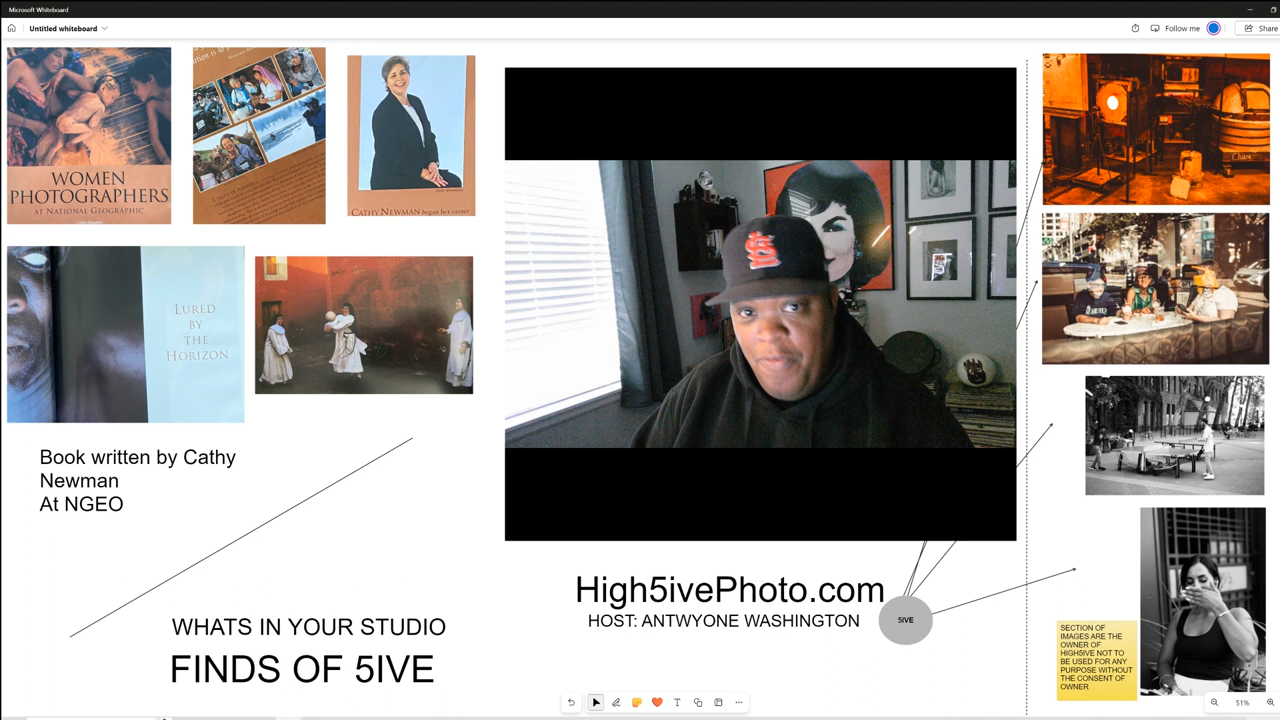 Microsoft Whiteboard
Untitled whiteboard
Follow me
Share
WOMEN
PHOTOGRAPHERS
AT NATIONAL GEOGRAPHIC
CATHY NEWMAN began her career
LURED
BY
THE
HORIZON
Book written by Cathy
Newman
At NGEO
WHATS IN YOUR STUDIO
FINDS OF 5IVE
High5ivePhoto.com
HOST: ANTWYONE WASHINGTON
5IVE
SECTION OF
IMAGES ARE THE
OWNER OF
HIGH5IVE NOT TO
BE USED FOR ANY
PURPOSE WITHOUT
THE CONSENT OF
OWNER
51%